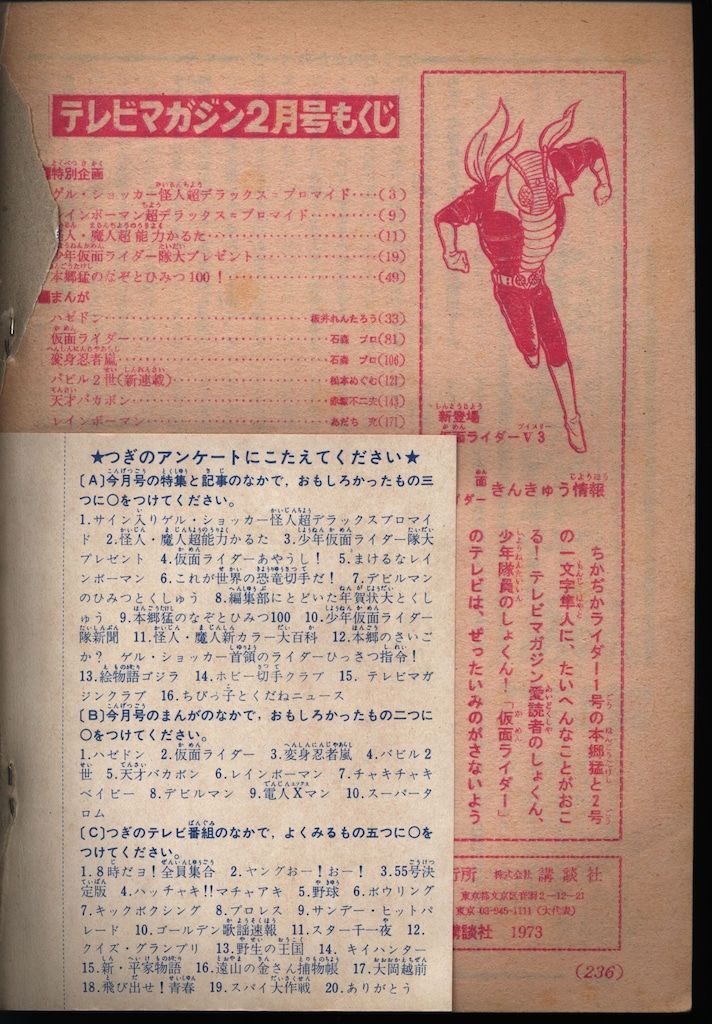 テレビマガジン2月号もくじ
特別企画
ゲル・ショッカー怪人超デラックス=ブロマイド‥‥(3)
レインボーマン超デラックス=ブロマイド‥‥‥‥‥(9)
人・魔人超能力かるた‥‥‥‥‥‥‥‥‥‥(11)
少年仮面ライダー隊大プレゼント‥‥‥‥‥‥(19)
本郷猛のなぞとひみつ100!‥‥‥‥‥‥‥‥(49)
■まんが
ハゼドン‥‥‥‥‥‥‥‥‥板井れんたろう(33)
仮面ライダー‥‥‥‥‥‥‥‥石森 プロ(81)
変身忍者嵐‥‥‥‥‥‥‥‥‥石森 プロ(106)
バビル2世(新連載)‥‥‥‥‥松本めぐむ(121)
天才バカボン‥‥‥‥‥‥‥‥赤塚不二夫(143)
レインボーマン‥‥‥‥‥‥‥あだち 充(171)
新登場
仮面ライダーV3
面
ダー きんきゅう情報
ちかぢかライダー1号の本郷猛と2号
の一文字隼人に、たいへんなことがおこ
る!テレビマガジン愛読者のしょくん、
少年隊員のしょくん!「仮面ライダー」
のテレビは、ぜったいみのがさないよう
行所 株式会社 講談社
東京都文京区音羽2-12-21
東京 03-945-1111 (大代表)
講談社 1973
(236)
★つぎのアンケートにこたえてください★
〔A〕今月号の特集と記事のなかで、おもしろかったもの三
つに○をつけてください。
1.サイン入りゲル・ショッカー怪人超デラックスブロマイ
ド 2.怪人・魔人超能力かるた 3.少年仮面ライダー隊大
プレゼント 4.仮面ライダーあやうし! 5.まけるなレイ
ンボーマン 6.これが世界の恐竜切手だ! 7.デビルマン
のひみつとくしゅう 8.編集部にとどいた年賀状大とくし
ゅう 9.本郷猛のなぞとひみつ100 10.少年仮面ライダー
隊新聞 11.怪人・魔人新カラー大百科 12.本郷のさいご
か? ゲル・ショッカー首領のライダーひっさつ指令!
13.絵物語ゴジラ 14.ホビー切手クラブ 15.テレビマガ
ジンクラブ 16.ちびっ子とくだねニュース
〔B〕今月号のまんがのなかで、おもしろかったもの二つに
○をつけてください。
1.ハゼドン 2.仮面ライダー 3.変身忍者嵐 4.バビル2
世 5.天才バカボン 6.レインボーマン 7.チャキチャキ
ベイビー 8.デビルマン 9.電人Xマン 10.スーパータ
ロム
〔C〕つぎのテレビ番組のなかで、よくみるもの五つに○を
つけてください。
1.8時だヨ!全員集合 2.ヤングおー!おー! 3.55号決
定版 4.ハッチャキ!!マチャアキ 5.野球 6.ボウリング
7.キックボクシング 8.プロレス 9.サンデー・ヒットパ
レード 10.ゴールデン歌謡速報 11.スター千一夜 12.
クイズ・グランプリ 13.野生の王国 14.キイハンター
15.新・平家物語 16.遠山の金さん捕物帳 17.大岡越前
18.飛び出せ!青春 19.スパイ大作戦 20.ありがとう